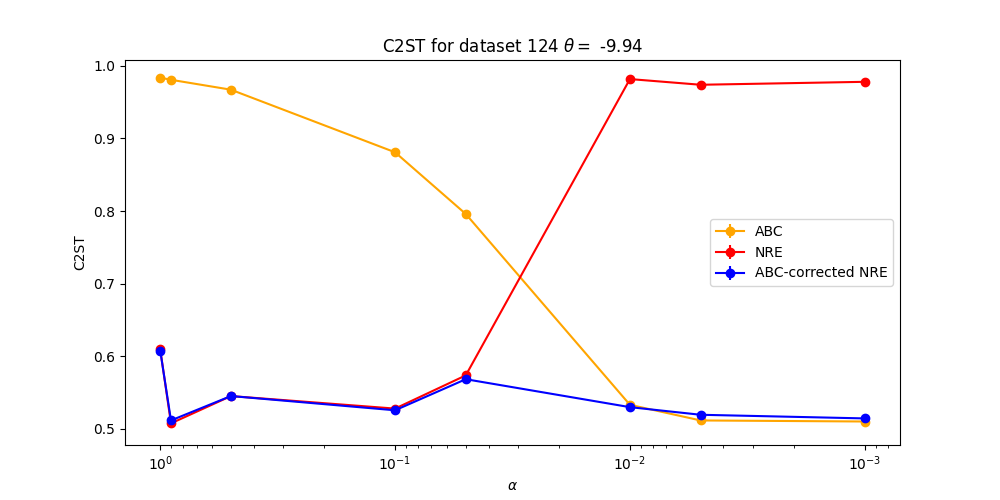 C2ST for dataset 124 θ = -9.94
C2ST
1.0
0.9
0.8
0.7
0.6
0.5
ABC
NRE
ABC-corrected NRE
10⁰
10⁻¹
10⁻²
10⁻³
α